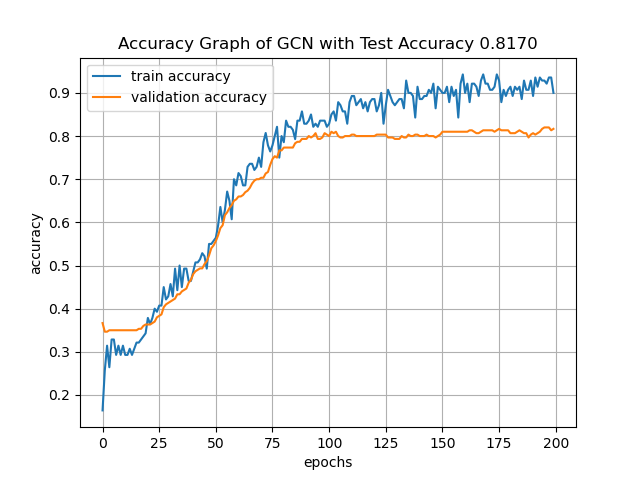 Accuracy Graph of GCN with Test Accuracy 0.8170
train accuracy
validation accuracy
0.9
0.8
0.7
0.6
0.5
0.4
0.3
0.2
accuracy
0 25 50 75 100 125 150 175 200
epochs